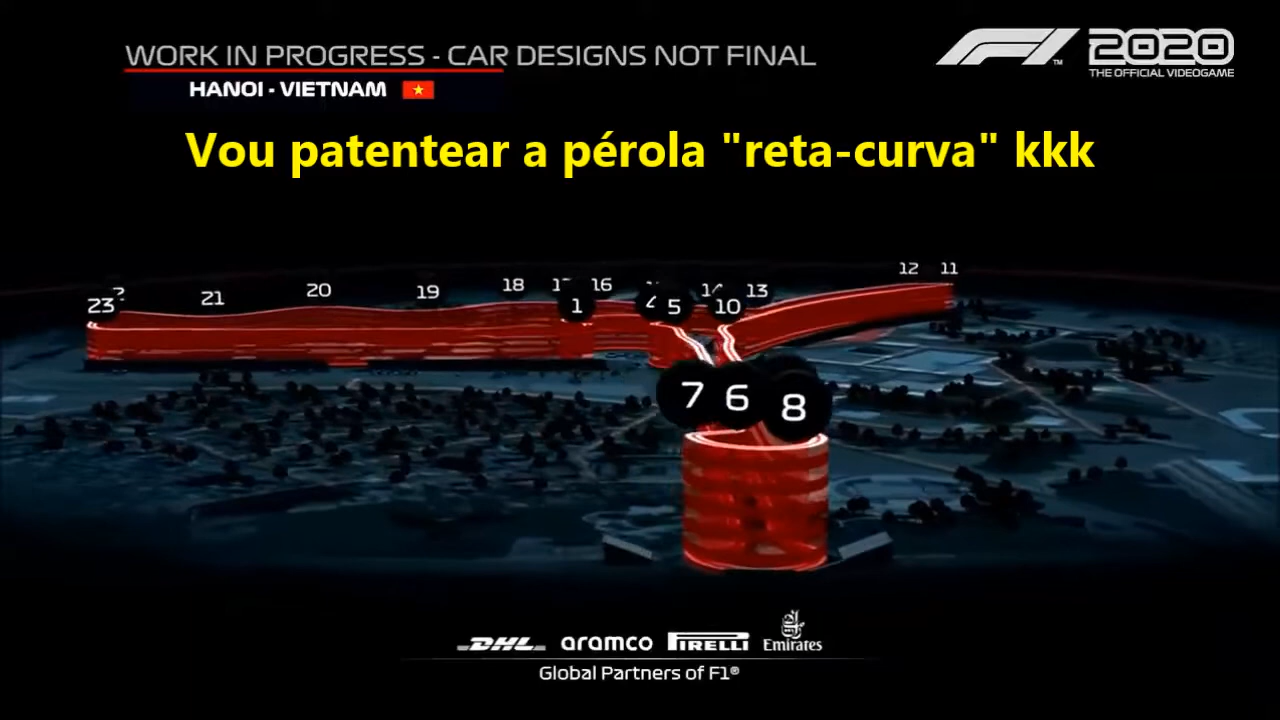 WORK IN PROGRESS - CAR DESIGNS NOT FINAL
F1 2020
THE OFFICIAL VIDEOGAME
HANOI - VIETNAM
Vou patentear a pérola "reta-curva" kkk
12 11
23 21 20 19 18 16 1 4 5 10 13
7 6 8
DHL aramco PIRELLI Emirates
Global Partners of F1®